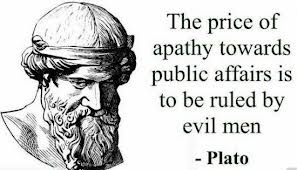 The price of
apathy towards
public affairs is
to be ruled by
evil men
- Plato